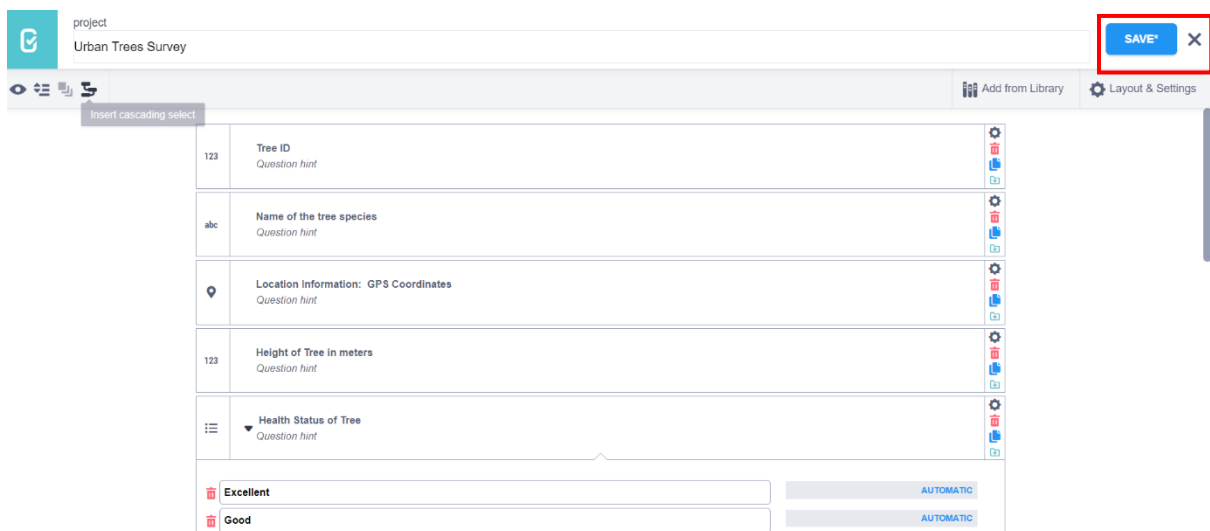 project
Urban Trees Survey
SAVE*
Add from Library
Layout & Settings
Insert cascading select
123
Tree ID
Question hint
abc
Name of the tree species
Question hint
Location Information: GPS Coordinates
Question hint
123
Height of Tree in meters
Question hint
Health Status of Tree
Question hint
Excellent
AUTOMATIC
Good
AUTOMATIC